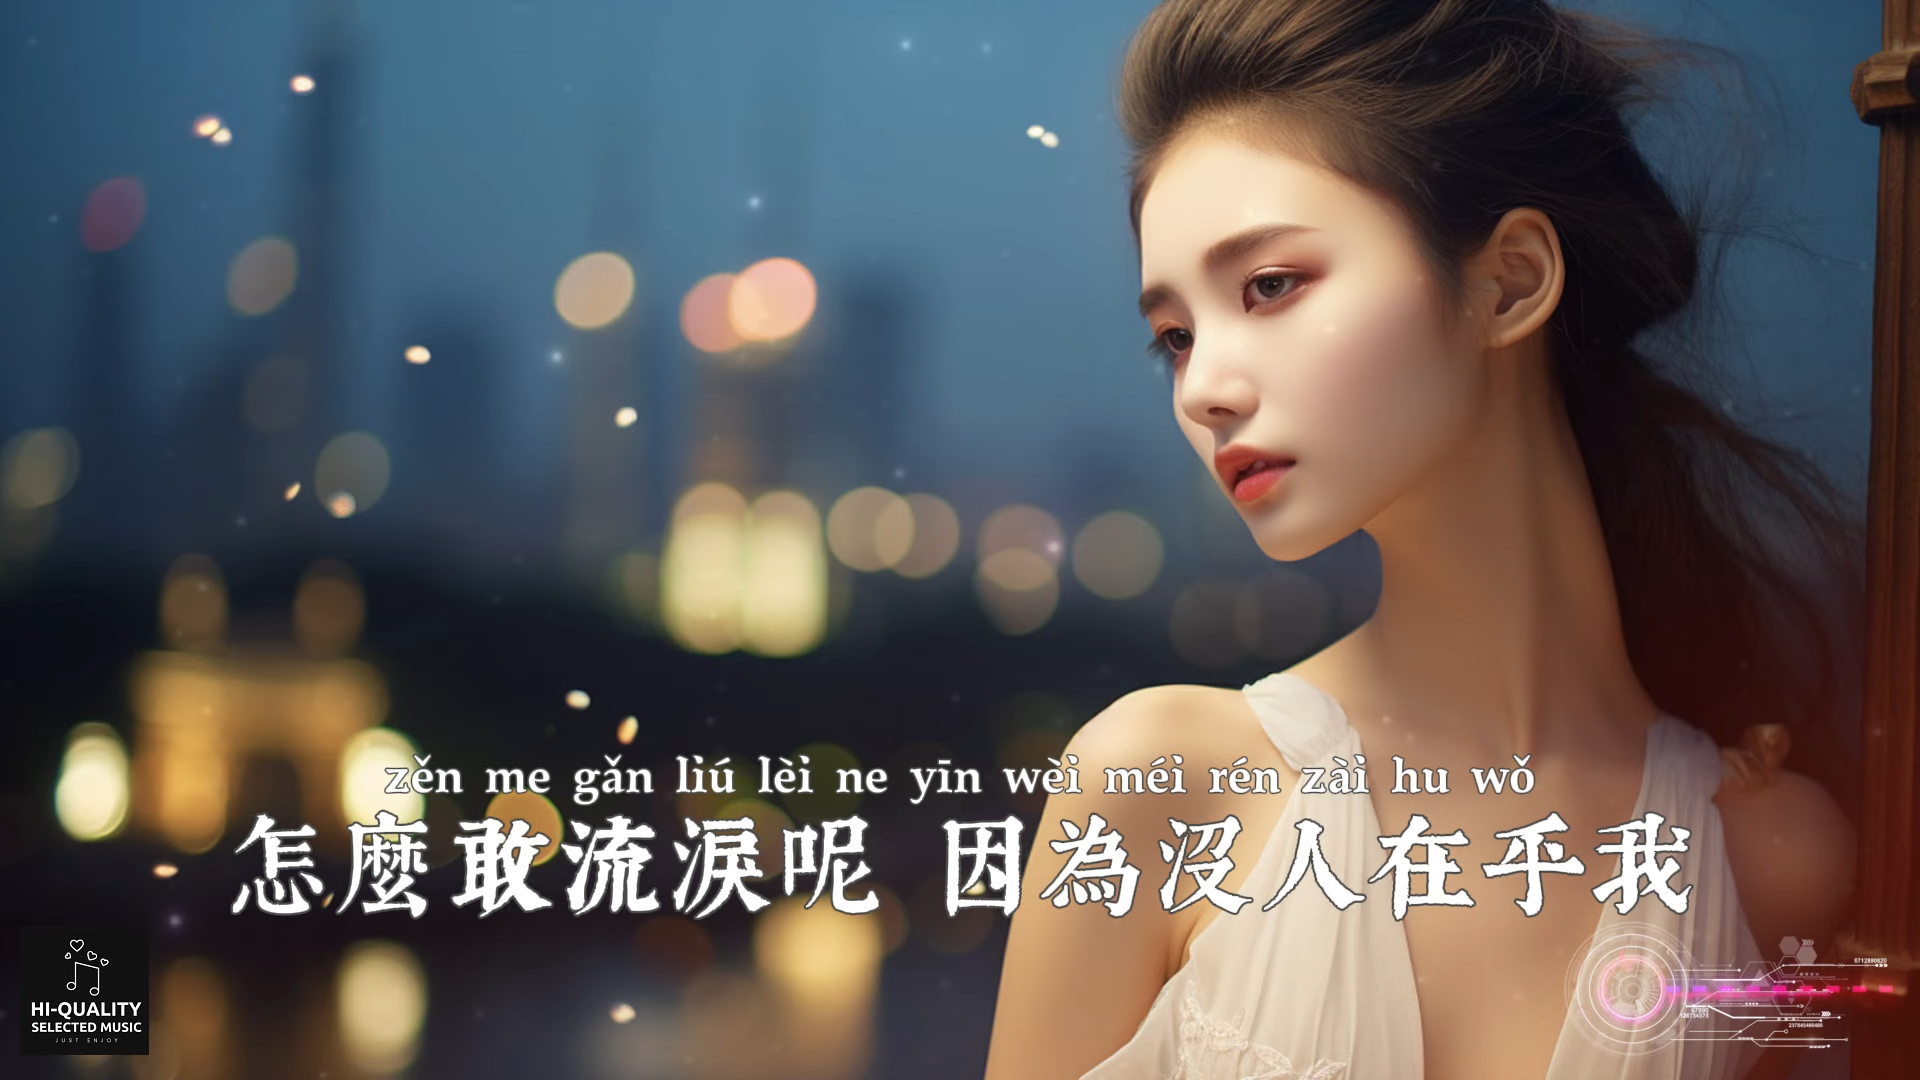 zěn me gǎn liú lèi ne yīn wèi méi rén zài hu wǒ
怎麼敢流淚呢 因為沒人在乎我
HI-QUALITY
SELECTED MUSIC
JUST ENJOY